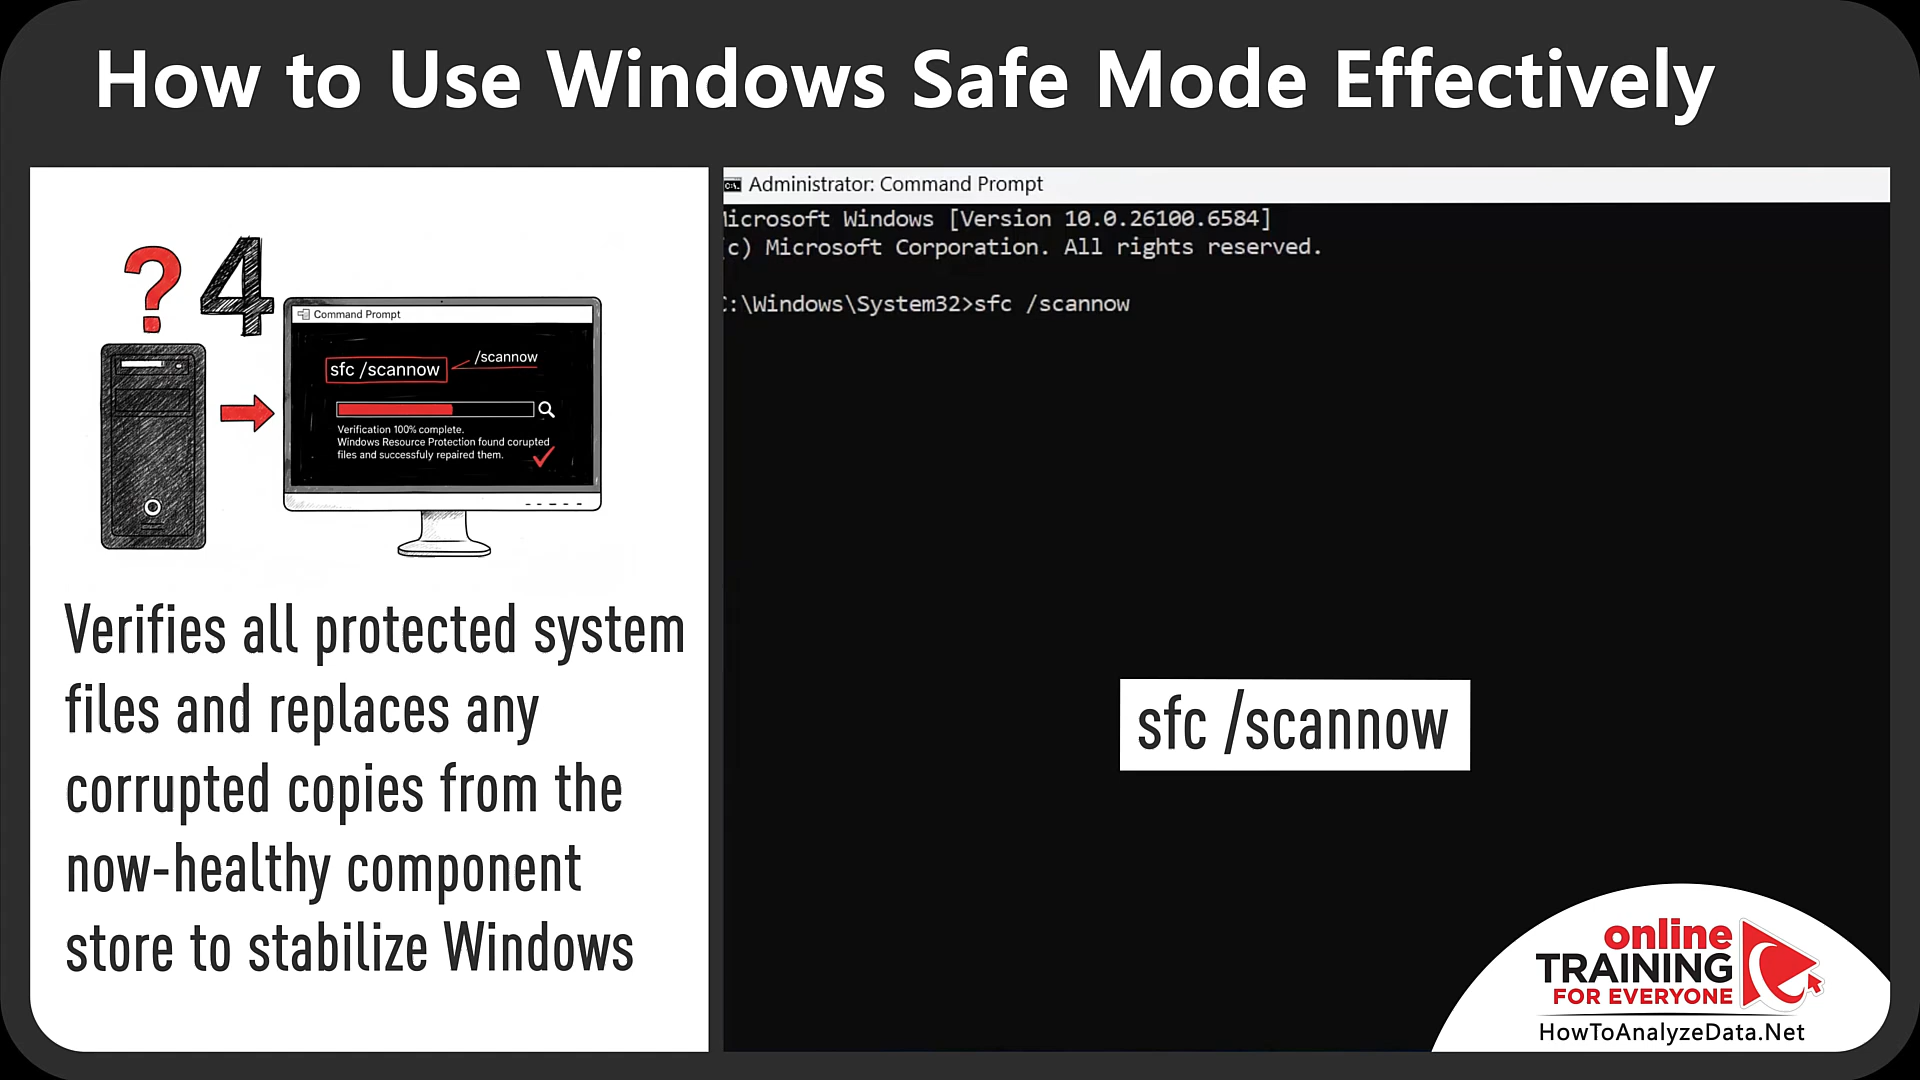 How to Use Windows Safe Mode Effectively
? 4
Command Prompt
sfc /scannow
/scannow
Verification 100% complete.
Windows Resource Protection found corupted
files and successfuly repaired them.
Verifies all protected system
files and replaces any
corrupted copies from the
now-healthy component
store to stabilize Windows
Administrator: Command Prompt
Microsoft Windows [Version 10.0.26100.6584]
(c) Microsoft Corporation. All rights reserved.
C:\Windows\System32>sfc /scannow
sfc /scannow
online
TRAINING
FOR EVERYONE
HowToAnalyzeData.Net